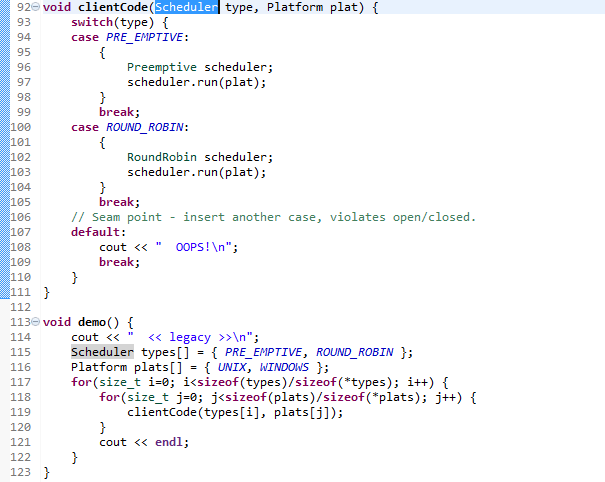 92 void clientCode(Scheduler type, Platform plat) {
93     switch(type) {
94     case PRE_EMPTIVE:
95         {
96             Preemptive scheduler;
97             scheduler.run(plat);
98         }
99         break;
100     case ROUND_ROBIN:
101         {
102             RoundRobin scheduler;
103             scheduler.run(plat);
104         }
105         break;
106     // Seam point - insert another case, violates open/closed.
107     default:
108         cout << "  OOPS!\n";
109         break;
110     }
111 }
112
113 void demo() {
114     cout << "  << legacy >>\n";
115     Scheduler types[] = { PRE_EMPTIVE, ROUND_ROBIN };
116     Platform plats[] = { UNIX, WINDOWS };
117     for(size_t i=0; i<sizeof(types)/sizeof(*types); i++) {
118         for(size_t j=0; j<sizeof(plats)/sizeof(*plats); j++) {
119             clientCode(types[i], plats[j]);
120         }
121         cout << endl;
122     }
123 }